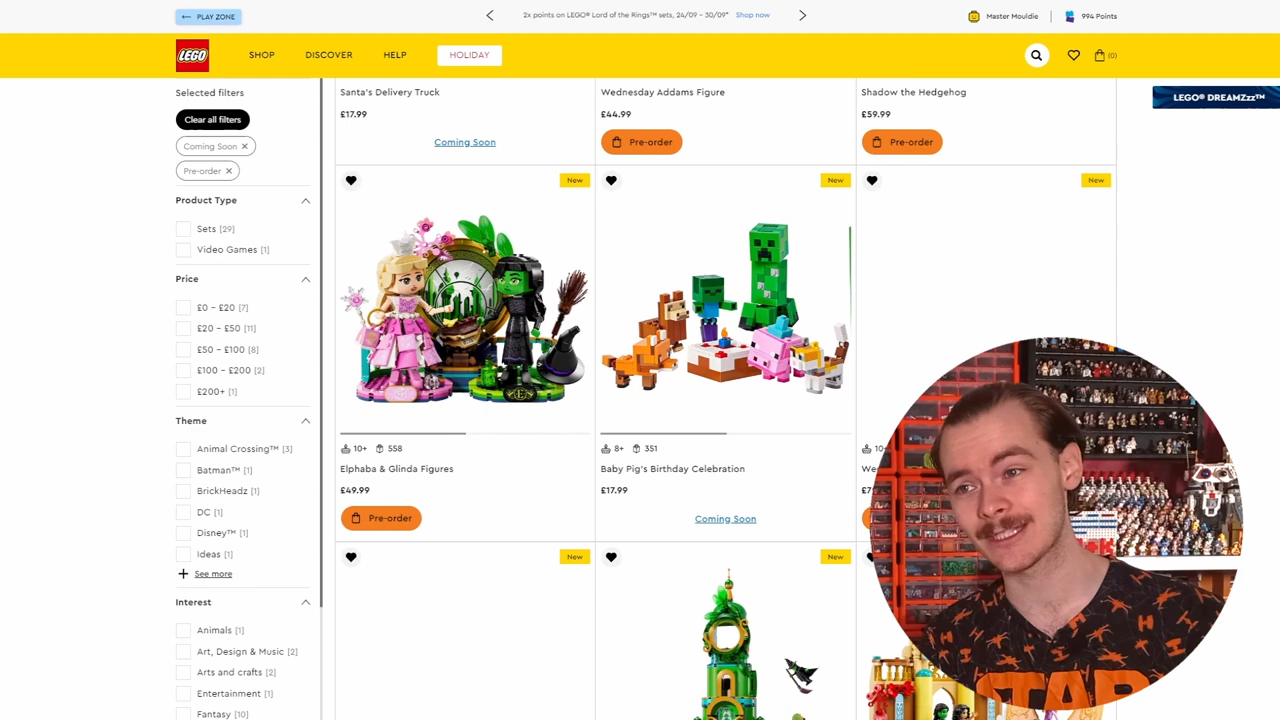 PLAY ZONE
2x points on LEGO® Lord of the Rings™ sets, 24/09 - 30/09*
Shop now
Master Mouldie
994 Points
LEGO
SHOP
DISCOVER
HELP
HOLIDAY
(0)
LEGO® DREAMZzz™
Selected filters
Clear all filters
Coming Soon
Pre-order
Product Type
Sets [29]
Video Games [1]
Price
£0 – £20 [7]
£20 – £50 [11]
£50 – £100 [8]
£100 – £200 [2]
£200+ [1]
Theme
Animal Crossing™ [3]
Batman™ [1]
BrickHeadz [1]
DC [1]
Disney™ [1]
Ideas [1]
See more
Interest
Animals [1]
Art, Design & Music [2]
Arts and crafts [2]
Entertainment [1]
Fantasy [10]
Santa's Delivery Truck
£17.99
Coming Soon
Wednesday Addams Figure
£44.99
Pre-order
Shadow the Hedgehog
£59.99
Pre-order
New
10+ 558
Elphaba & Glinda Figures
£49.99
Pre-order
New
8+ 351
Baby Pig's Birthday Celebration
£17.99
Coming Soon
New
New
New